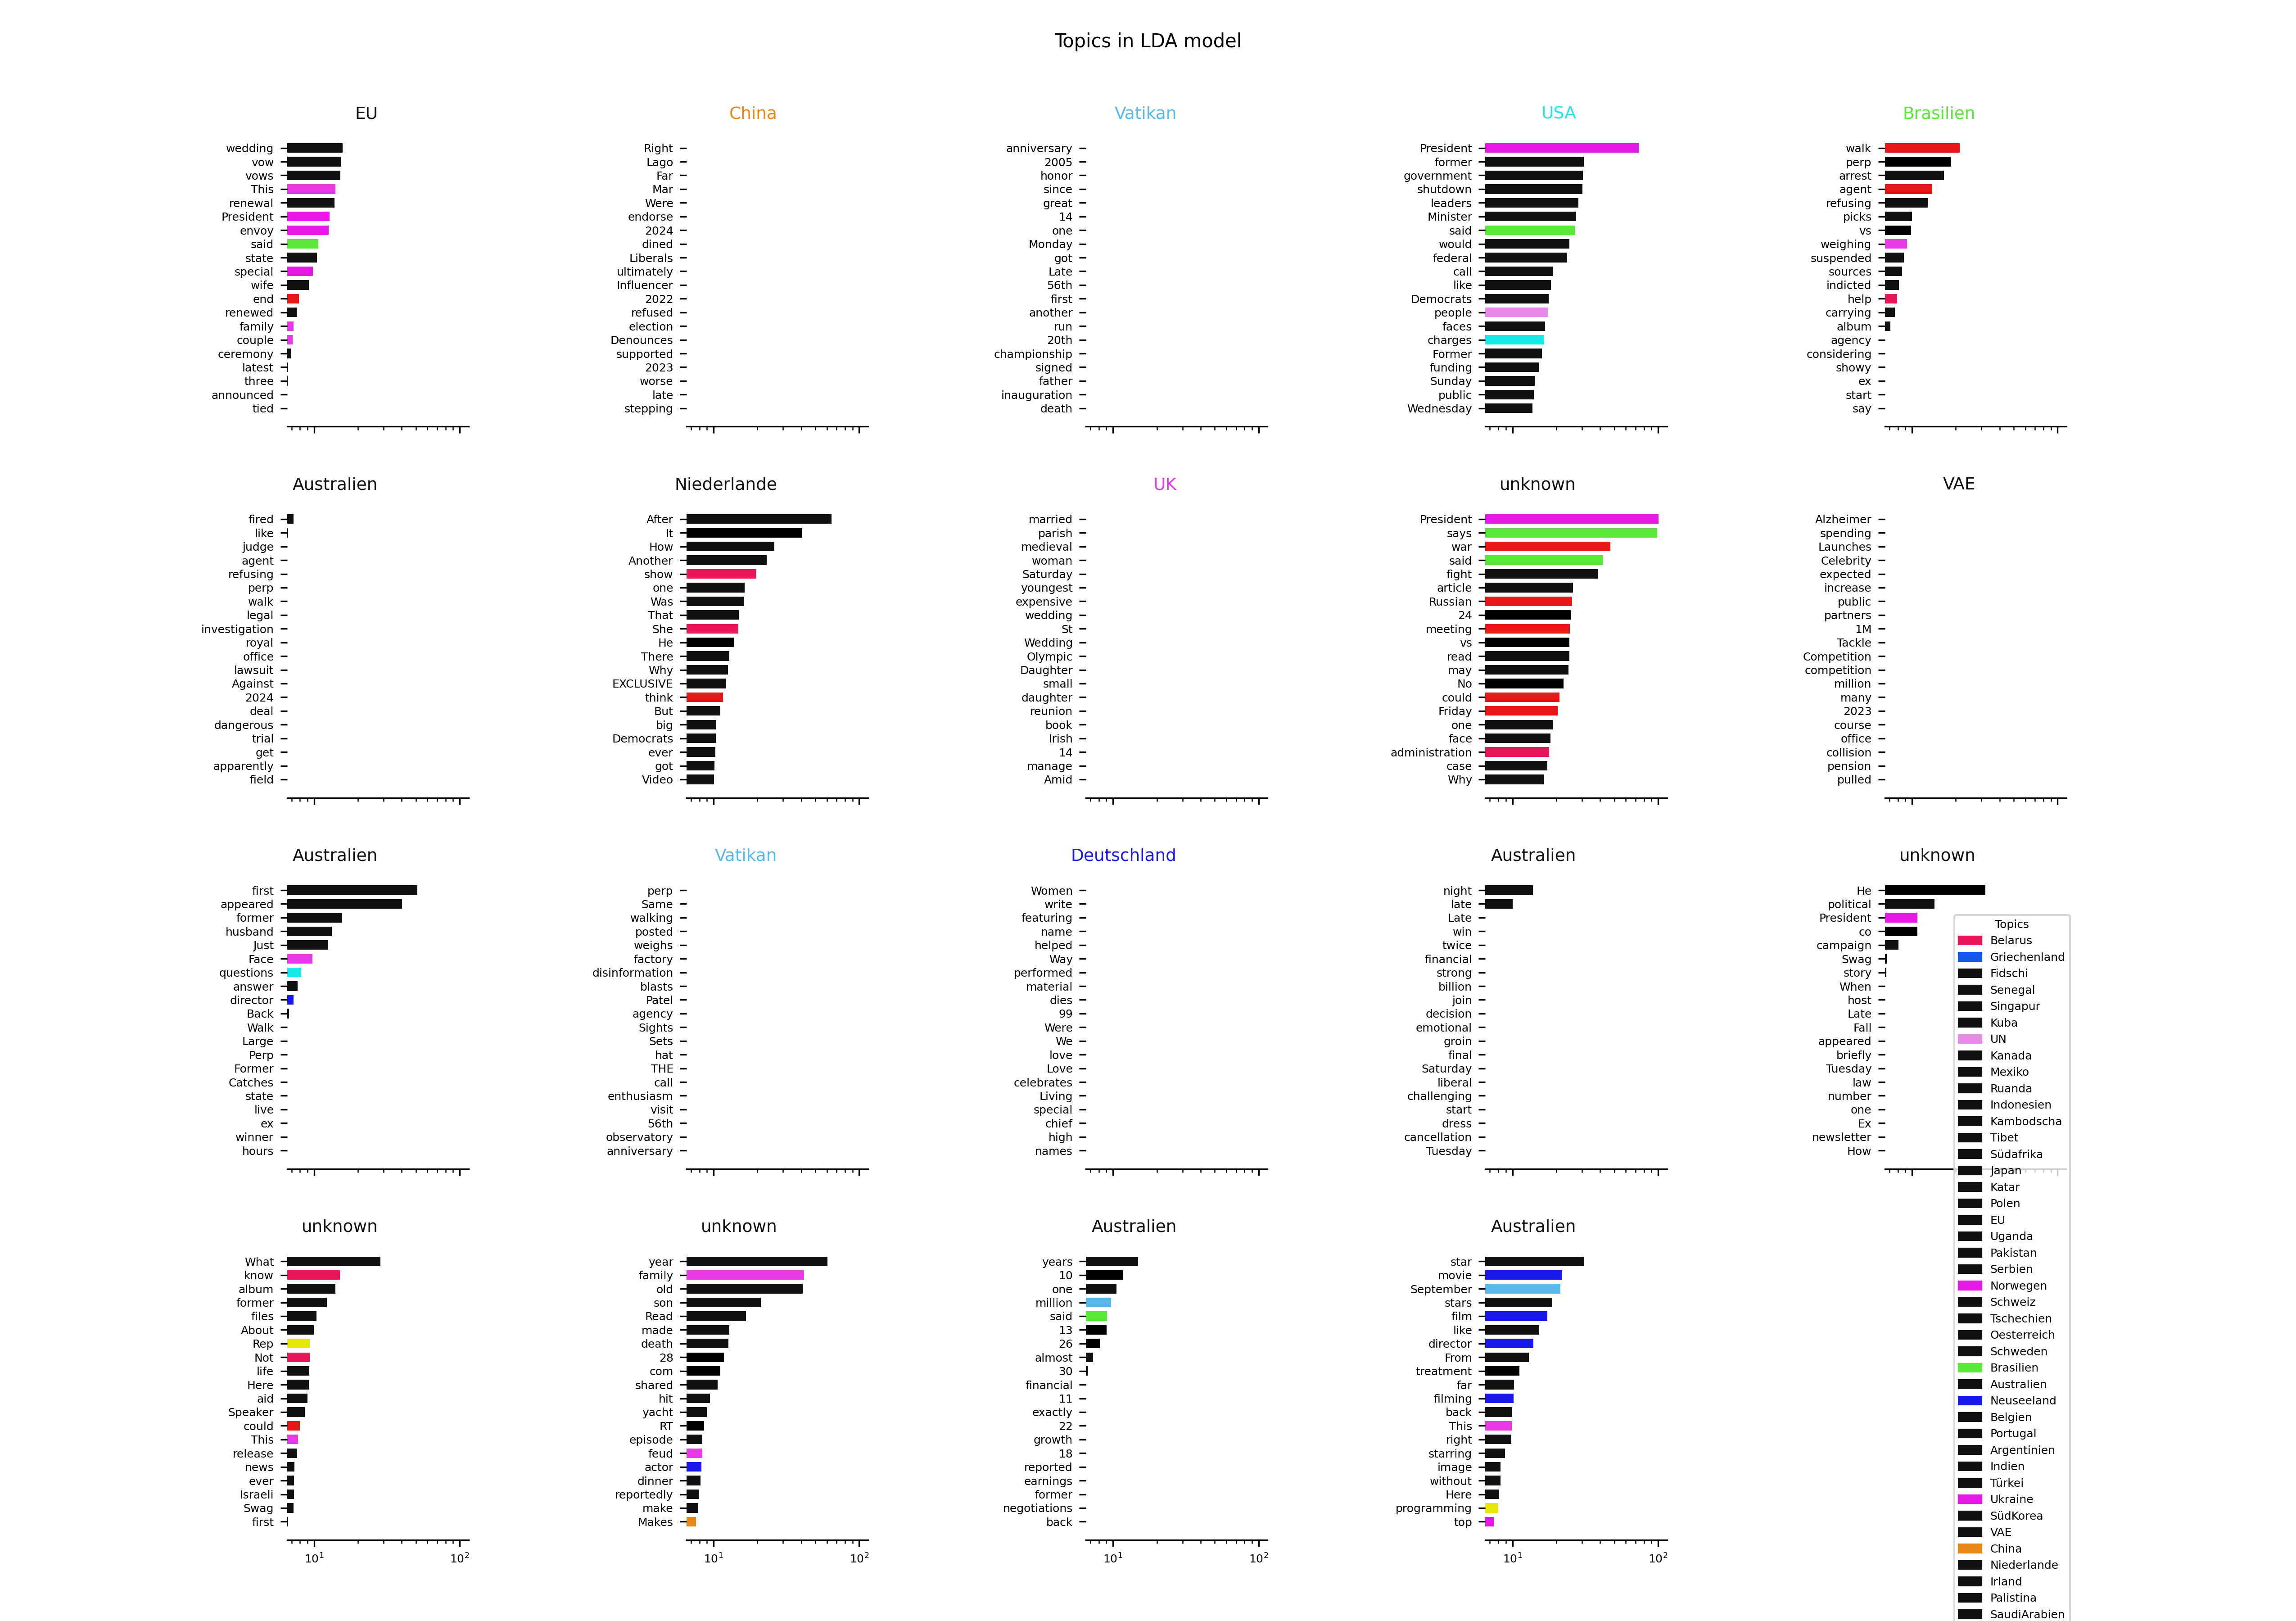 Topics in LDA model
EU
wedding
vow
vows
This
renewal
President
envoy
said
state
special
wife
end
renewed
family
couple
ceremony
latest
three
announced
tied
China
Right
Lago
Far
Mar
Were
endorse
2024
dined
Liberals
ultimately
Influencer
2022
refused
election
Denounces
supported
2023
worse
late
stepping
Vatikan
anniversary
2005
honor
since
great
14
one
Monday
got
Late
56th
first
another
run
20th
championship
signed
father
inauguration
death
USA
President
former
government
shutdown
leaders
Minister
said
would
federal
call
like
Democrats
people
faces
charges
Former
funding
Sunday
public
Wednesday
Brasilien
walk
perp
arrest
agent
refusing
picks
vs
weighing
suspended
sources
indicted
help
carrying
album
agency
considering
showy
ex
start
say
Australien
fired
like
judge
agent
refusing
perp
walk
legal
investigation
royal
office
lawsuit
Against
2024
deal
dangerous
trial
get
apparently
field
Niederlande
After
It
How
Another
show
one
Was
That
She
He
There
Why
EXCLUSIVE
think
But
big
Democrats
ever
got
Video
UK
married
parish
medieval
woman
Saturday
youngest
expensive
wedding
St
Wedding
Olympic
Daughter
small
daughter
reunion
book
Irish
14
manage
Amid
unknown
President
says
war
said
fight
article
Russian
24
meeting
vs
read
may
No
could
Friday
one
face
administration
case
Why
VAE
Alzheimer
spending
Launches
Celebrity
expected
increase
public
partners
1M
Tackle
Competition
competition
million
many
2023
course
office
collision
pension
pulled
Australien
first
appeared
former
husband
Just
Face
questions
answer
director
Back
Walk
Large
Perp
Former
Catches
state
live
ex
winner
hours
Vatikan
perp
Same
walking
posted
weighs
factory
disinformation
blasts
Patel
agency
Sights
Sets
hat
THE
call
enthusiasm
visit
56th
observatory
anniversary
Deutschland
Women
write
featuring
name
helped
Way
performed
material
dies
99
Were
We
love
Love
celebrates
Living
special
chief
high
names
Australien
night
late
Late
win
twice
financial
strong
billion
join
decision
emotional
groin
final
Saturday
liberal
challenging
start
dress
cancellation
Tuesday
unknown
He
political
President
co
campaign
Swag
story
When
host
Late
Fall
appeared
briefly
Tuesday
law
number
one
Ex
newsletter
How
unknown
What
know
album
former
files
About
Rep
Not
life
Here
aid
Speaker
could
This
release
news
ever
Israeli
Swag
first
10¹ 10²
unknown
year
family
old
son
Read
made
death
28
com
shared
hit
yacht
RT
episode
feud
actor
dinner
reportedly
make
Makes
10¹ 10²
Australien
years
10
one
million
said
13
26
almost
30
financial
11
exactly
22
growth
18
reported
earnings
former
negotiations
back
10¹ 10²
Australien
star
movie
September
stars
film
like
director
From
treatment
far
filming
back
This
right
starring
image
without
Here
programming
top
10¹ 10²
Topics
Belarus
Griechenland
Fidschi
Senegal
Singapur
Kuba
UN
Kanada
Mexiko
Ruanda
Indonesien
Kambodscha
Tibet
Südafrika
Japan
Katar
Polen
EU
Uganda
Pakistan
Serbien
Norwegen
Schweiz
Tschechien
Oesterreich
Schweden
Brasilien
Australien
Neuseeland
Belgien
Portugal
Argentinien
Indien
Türkei
Ukraine
SüdKorea
VAE
China
Niederlande
Irland
Palistina
SaudiArabien